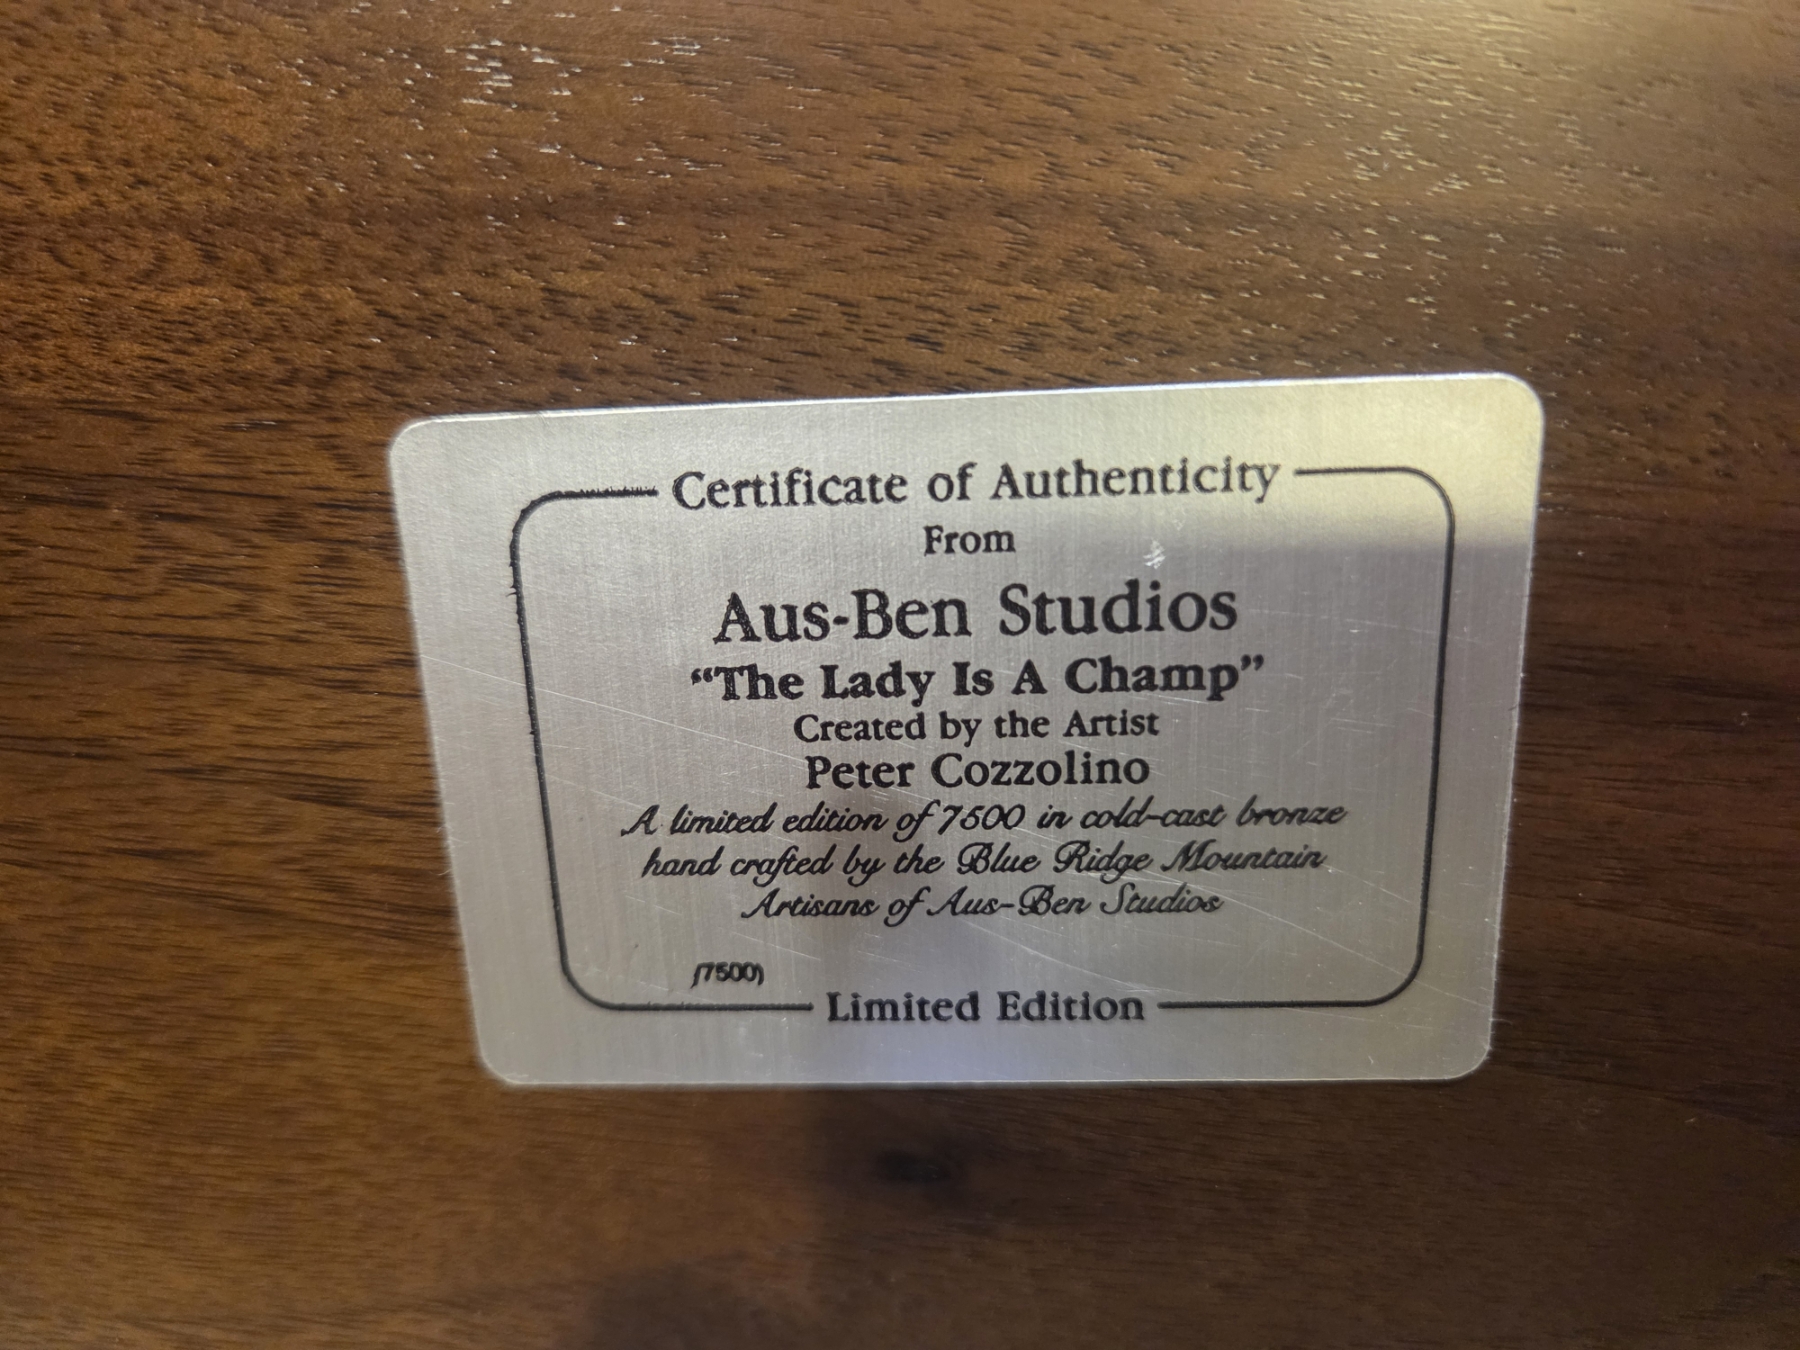 Certificate of Authenticity
From
Aus-Ben Studios
“The Lady Is A Champ”
Created by the Artist
Peter Cozzolino
A limited edition of 7500 in cold-cast bronze
hand crafted by the Blue Ridge Mountain
Artisans of Aus-Ben Studios
(7500)
Limited Edition